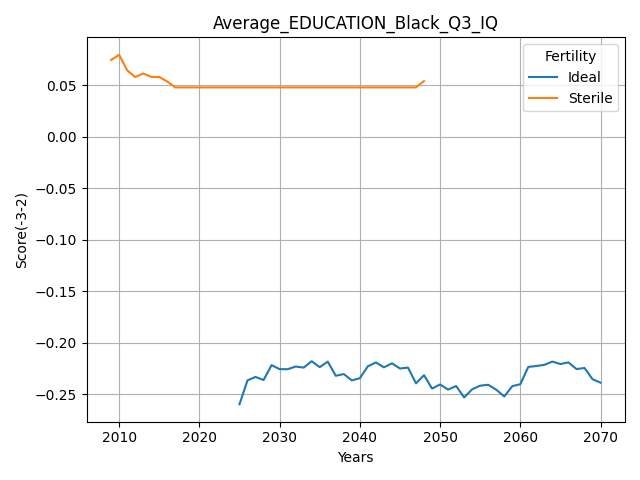 Average_EDUCATION_Black_Q3_IQ
Fertility
Ideal
Sterile
Score(-3-2)
0.05
0.00
−0.05
−0.10
−0.15
−0.20
−0.25
2010 2020 2030 2040 2050 2060 2070
Years